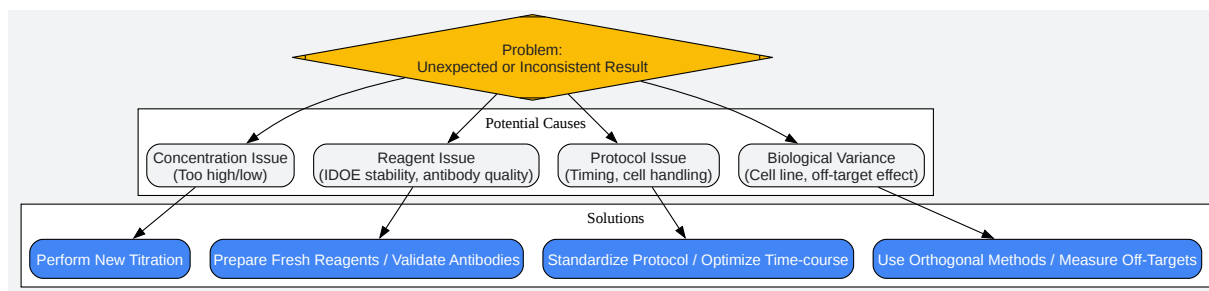 Problem:
Unexpected or Inconsistent Result
Potential Causes
Concentration Issue
(Too high/low)
Reagent Issue
(IDOE stability, antibody quality)
Protocol Issue
(Timing, cell handling)
Biological Variance
(Cell line, off-target effect)
Solutions
Perform New Titration
Prepare Fresh Reagents / Validate Antibodies
Standardize Protocol / Optimize Time-course
Use Orthogonal Methods / Measure Off-Targets